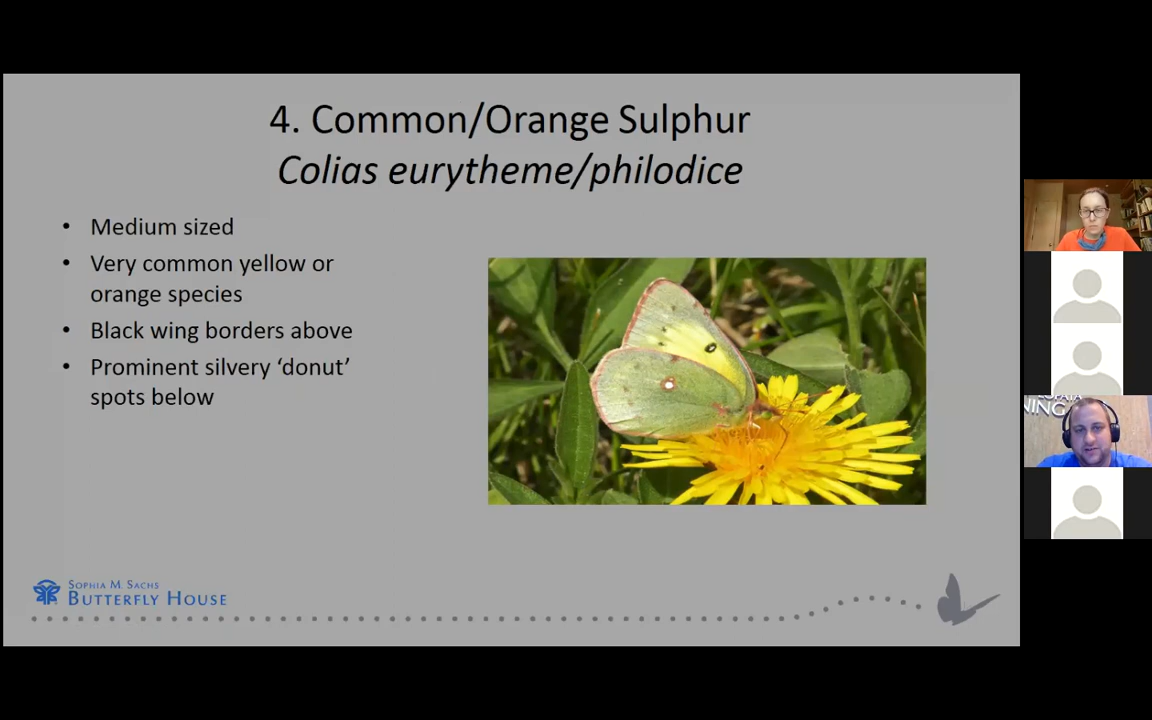 4. Common/Orange Sulphur
Colias eurytheme/philodice
• Medium sized
• Very common yellow or
orange species
• Black wing borders above
• Prominent silvery ‘donut’
spots below
SOPHIA M. SACHS
BUTTERFLY HOUSE